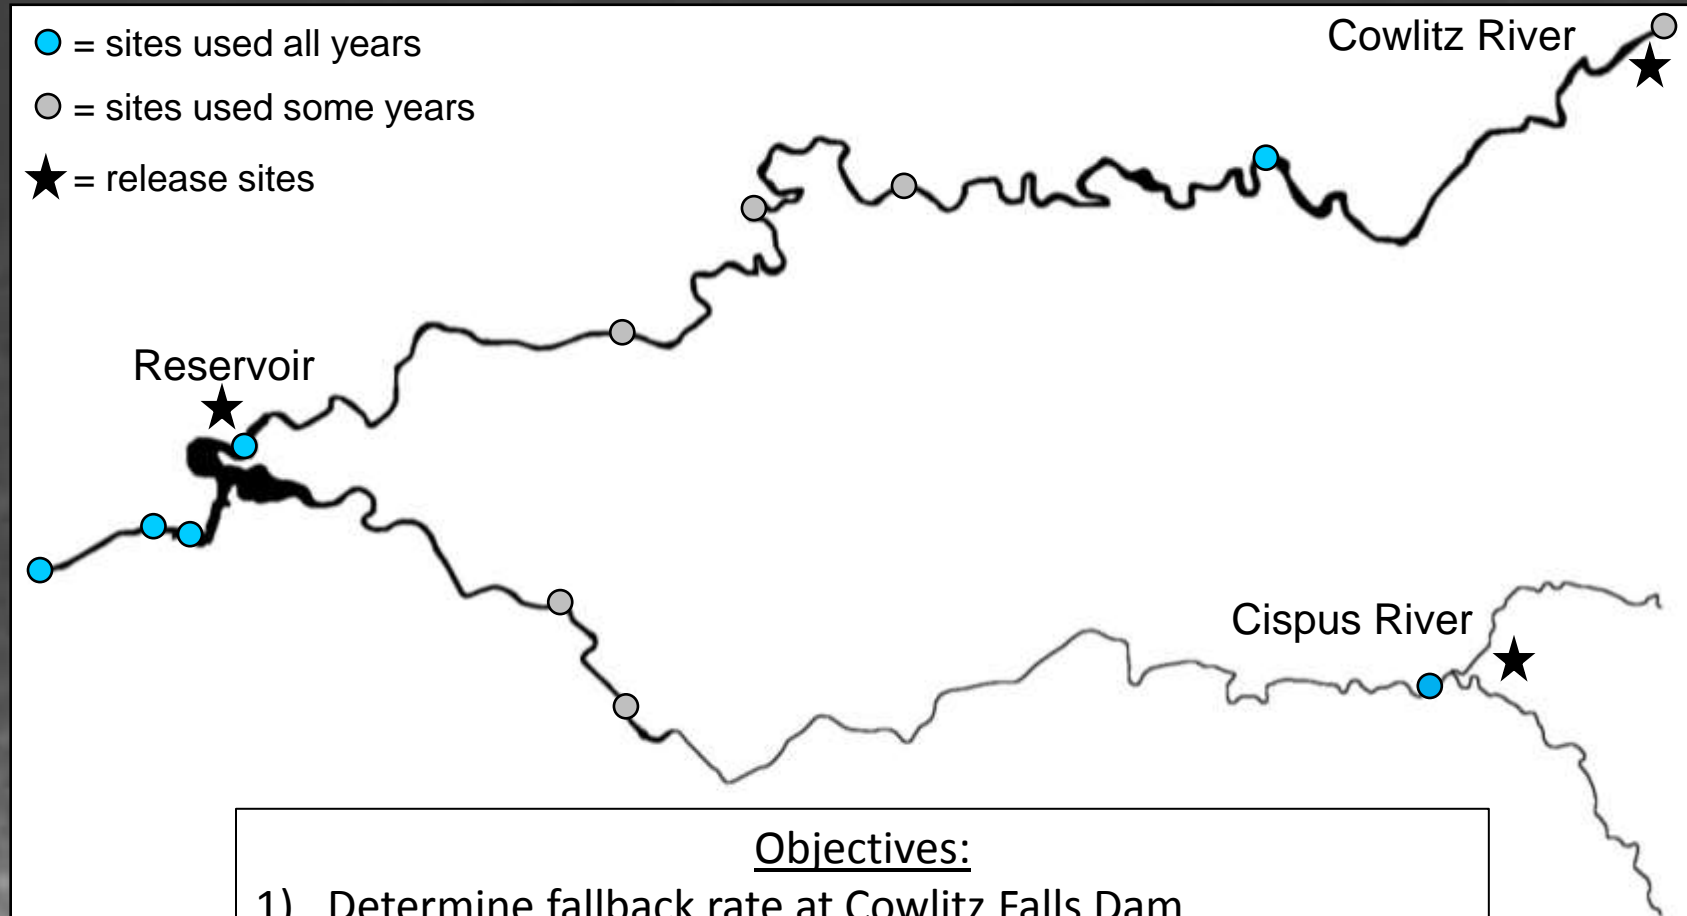 = sites used all years
= sites used some years
= release sites
Cowlitz River
Reservoir
Cispus River
Objectives:
1) Determine fallback rate at Cowlitz Falls Dam